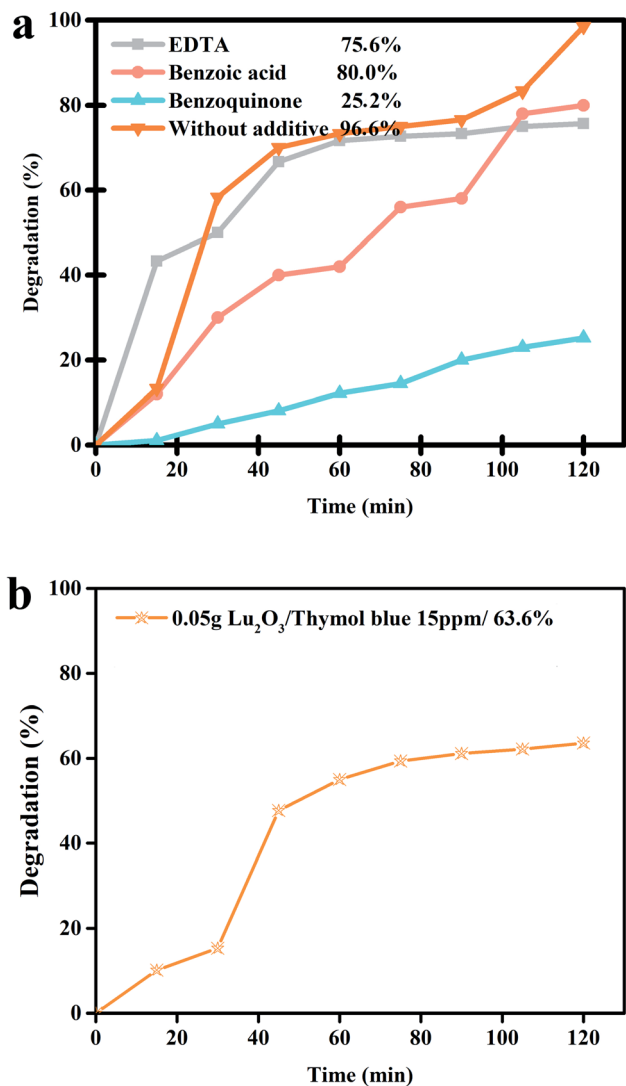 a
EDTA 75.6%
Benzoic acid 80.0%
Benzoquinone 25.2%
Without additive 96.6%
Degradation (%)
100
80
60
40
20
0
0 20 40 60 80 100 120
Time (min)
b
0.05g Lu₂O₃/Thymol blue 15ppm/ 63.6%
Degradation (%)
100
80
60
40
20
0
0 20 40 60 80 100 120
Time (min)